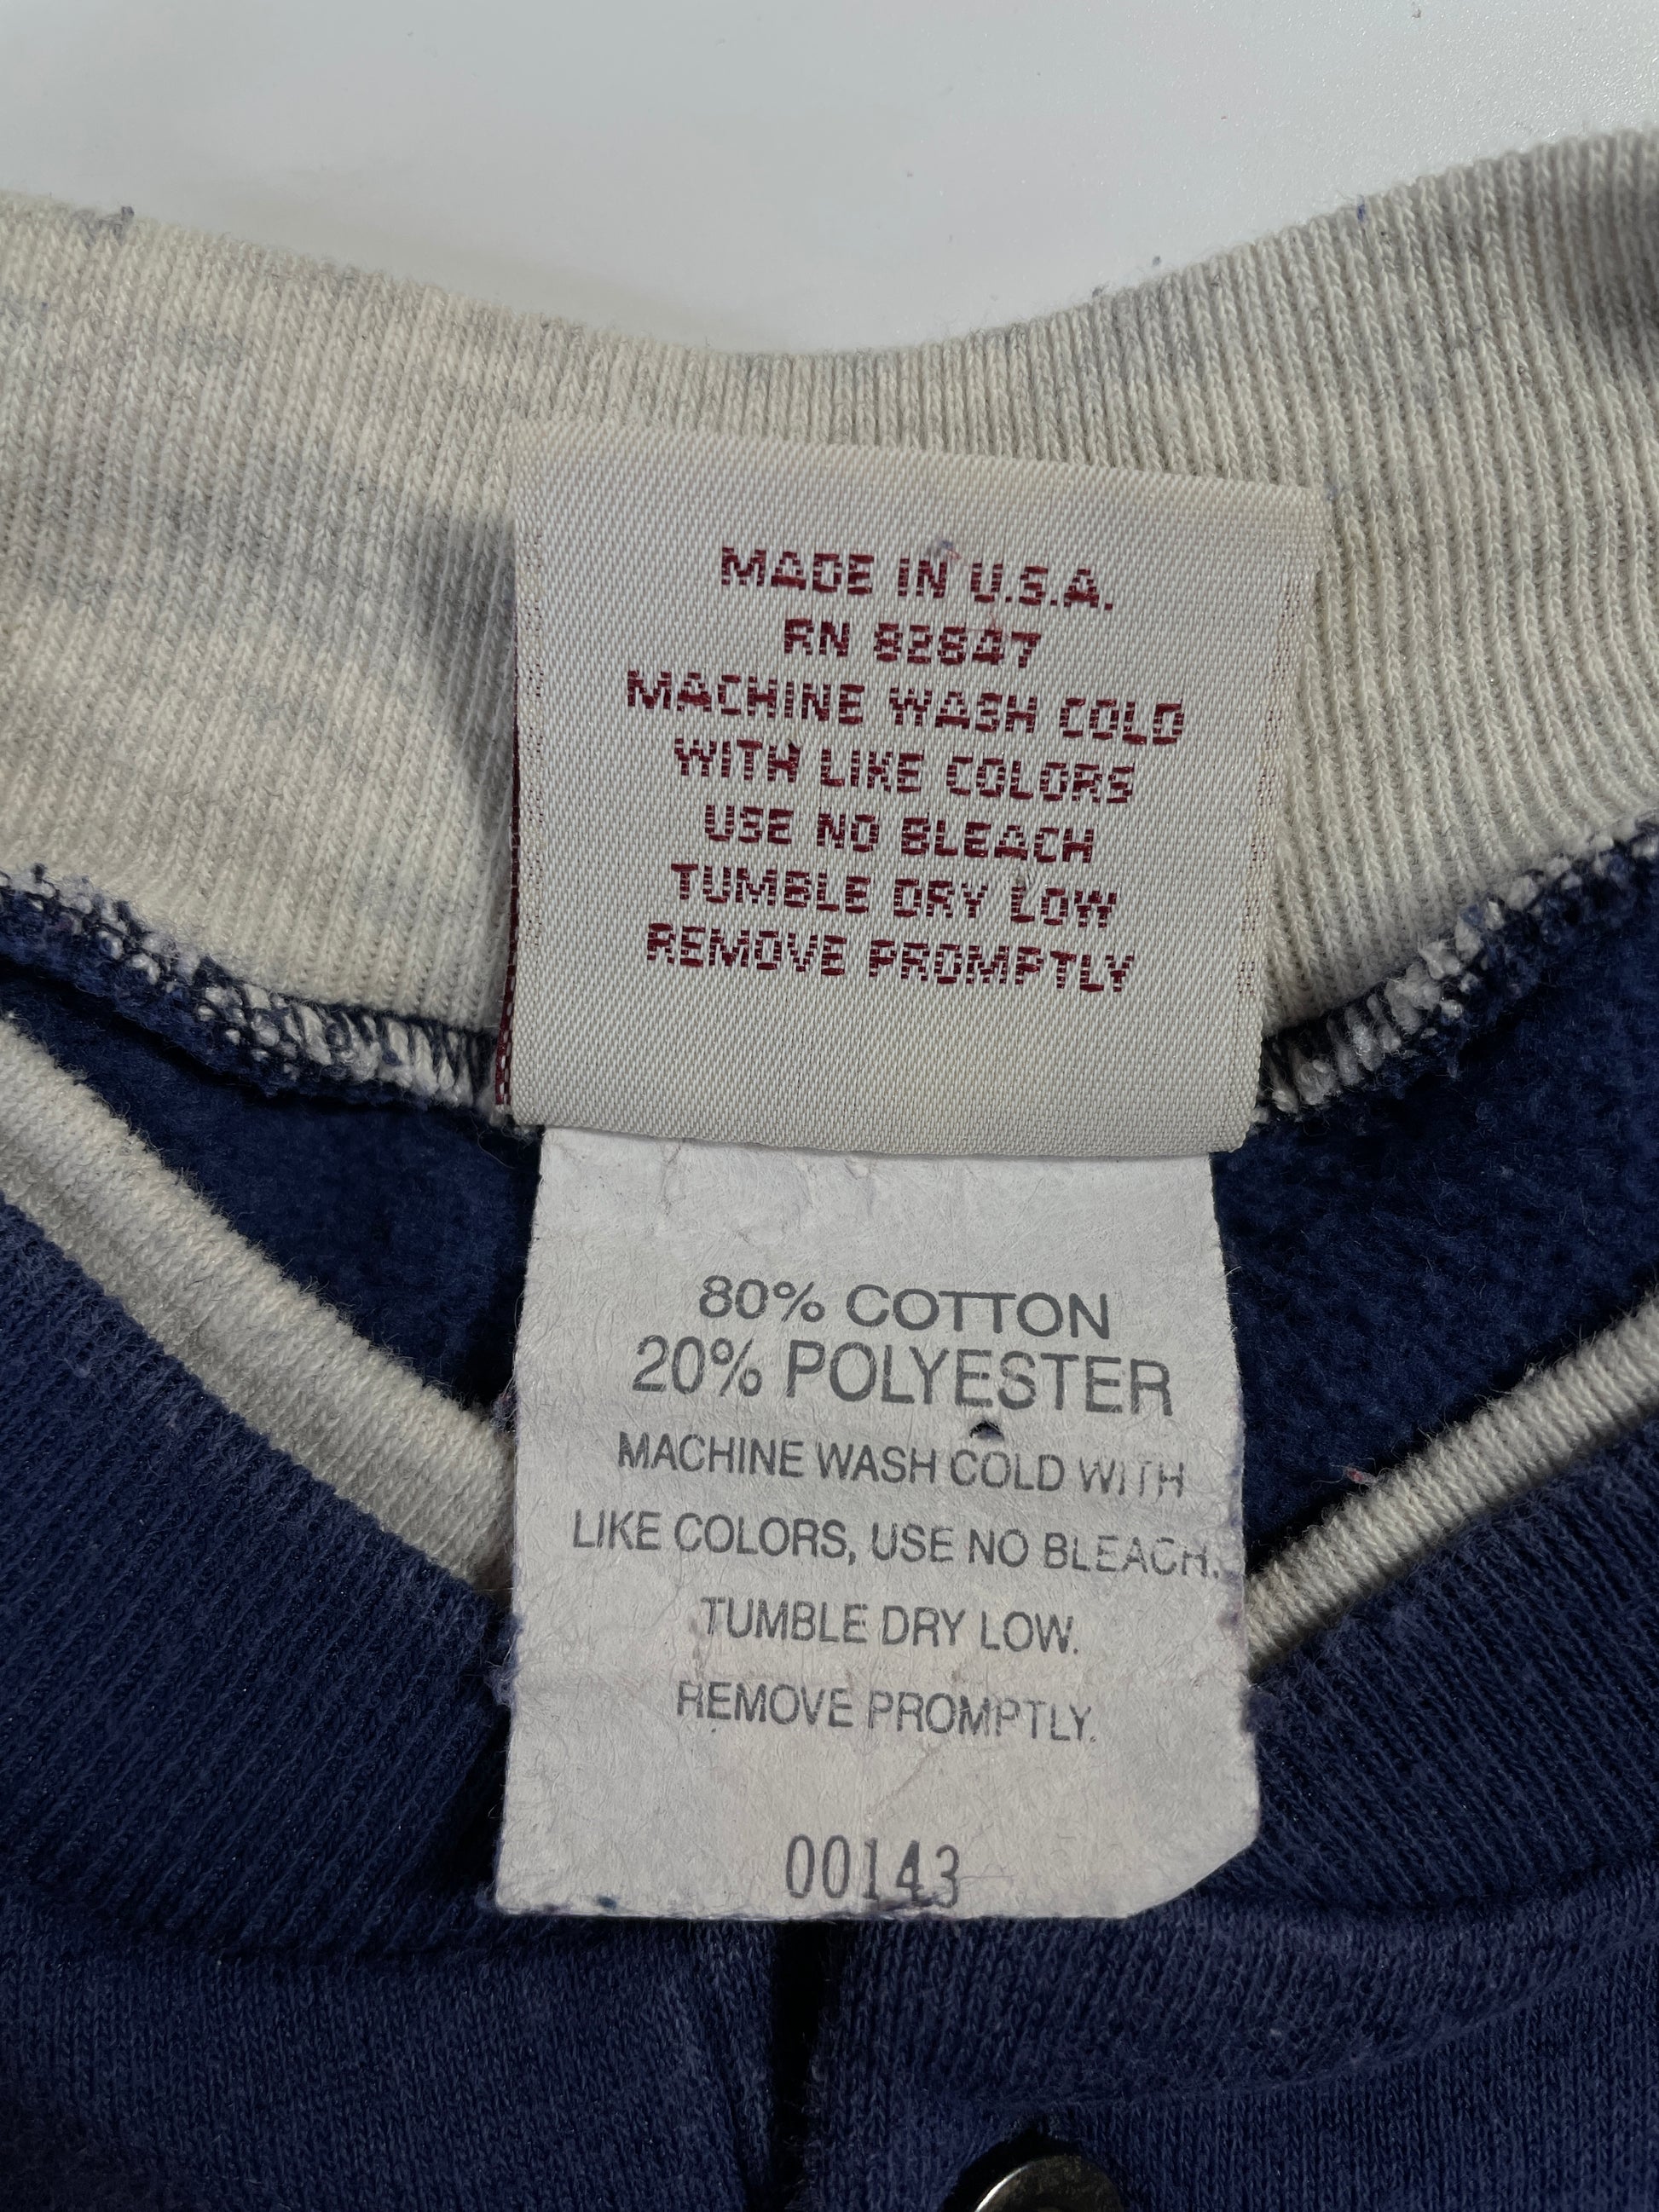 MADE IN U.S.A.
RN 82647
MACHINE WASH COLD
WITH LIKE COLORS
USE NO BLEACH
TUMBLE DRY LOW
REMOVE PROMPTLY
80% COTTON
20% POLYESTER
MACHINE WASH COLD WITH
LIKE COLORS, USE NO BLEACH.
TUMBLE DRY LOW.
REMOVE PROMPTLY.
00143